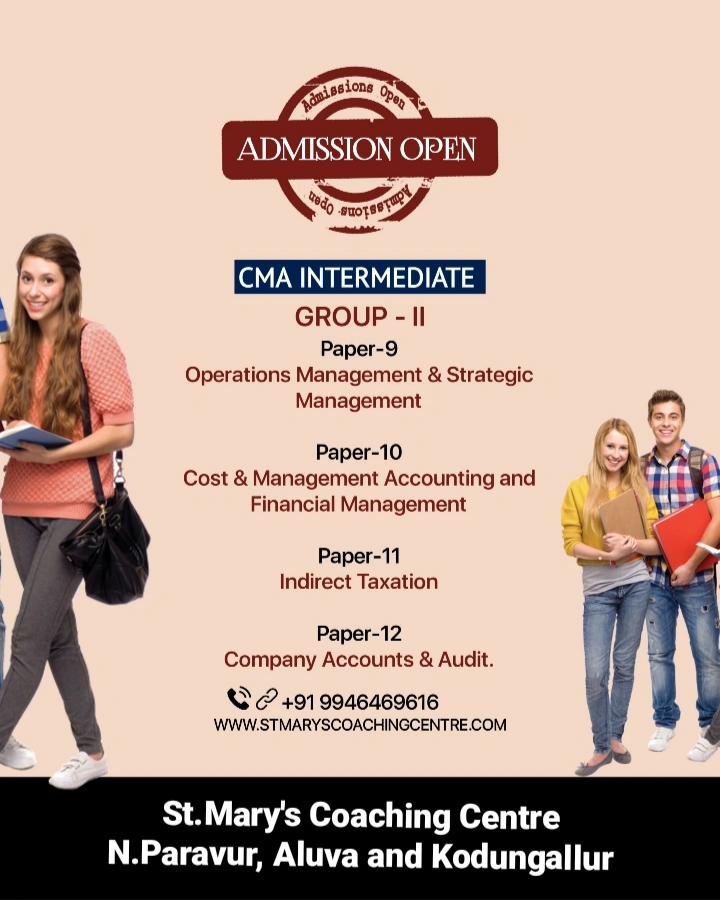 Admissions Open
ADMISSION OPEN
Admissions Open
CMA INTERMEDIATE
GROUP - II
Paper-9
Operations Management & Strategic
Management
Paper-10
Cost & Management Accounting and
Financial Management
Paper-11
Indirect Taxation
Paper-12
Company Accounts & Audit.
+91 9946469616
WWW.STMARYSCOACHINGCENTRE.COM
St.Mary's Coaching Centre
N.Paravur, Aluva and Kodungallur